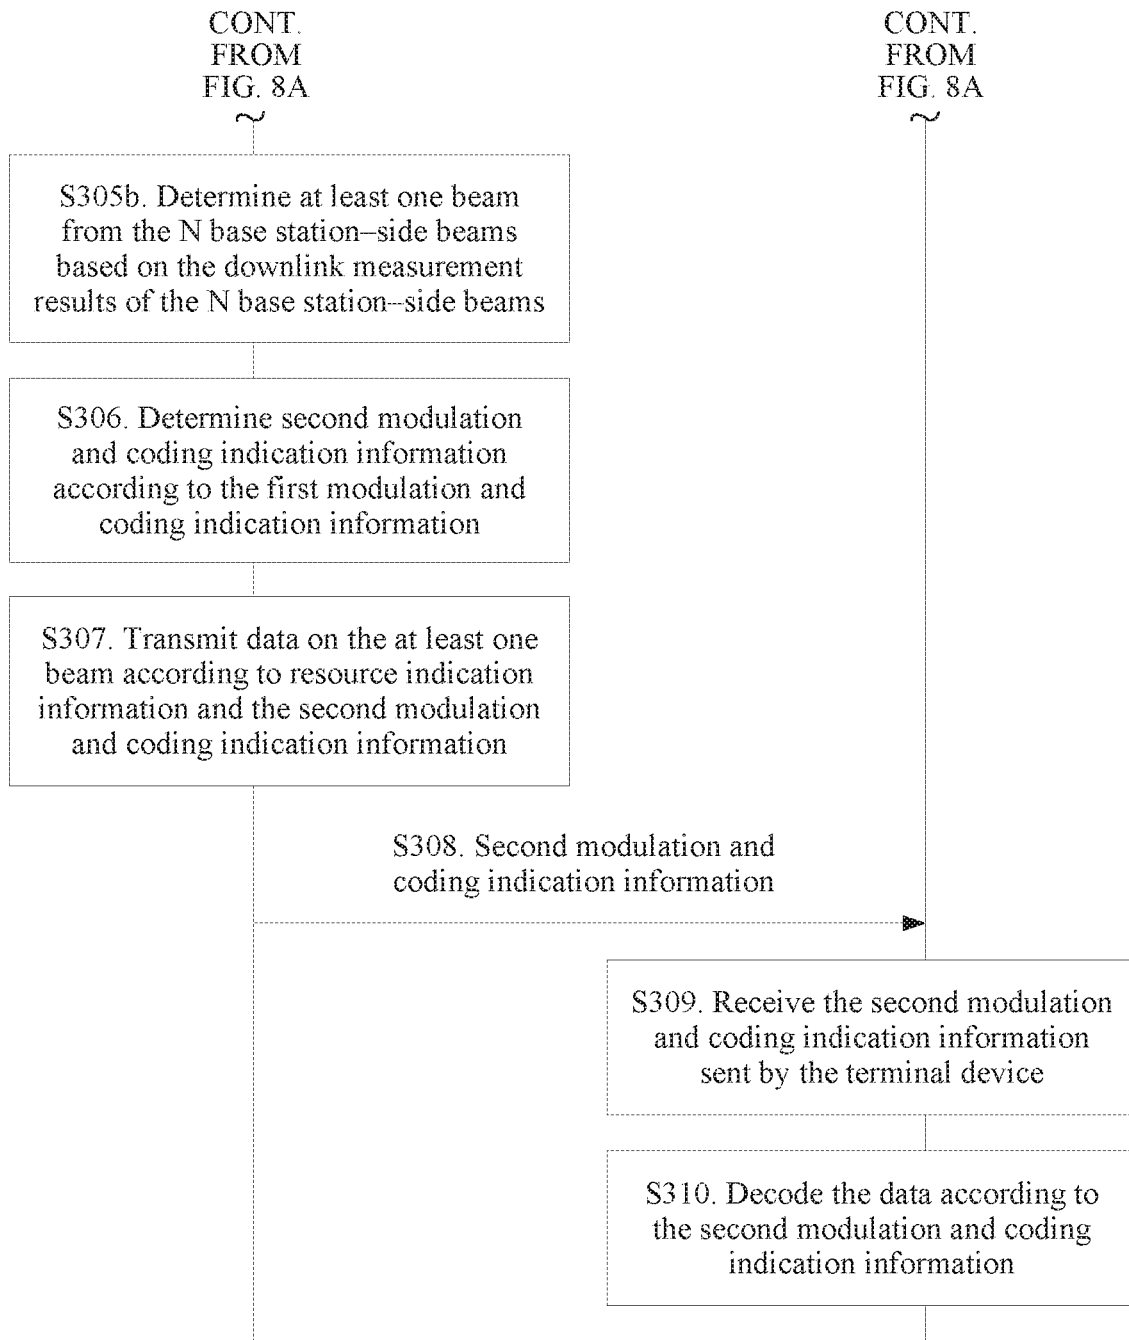 CONT.
FROM
FIG. 8A
CONT.
FROM
FIG. 8A
S305b. Determine at least one beam
from the N base station–side beams
based on the downlink measurement
results of the N base station–side beams
S306. Determine second modulation
and coding indication information
according to the first modulation and
coding indication information
S307. Transmit data on the at least one
beam according to resource indication
information and the second modulation
and coding indication information
S308. Second modulation and
coding indication information
S309. Receive the second modulation
and coding indication information
sent by the terminal device
S310. Decode the data according to
the second modulation and coding
indication information